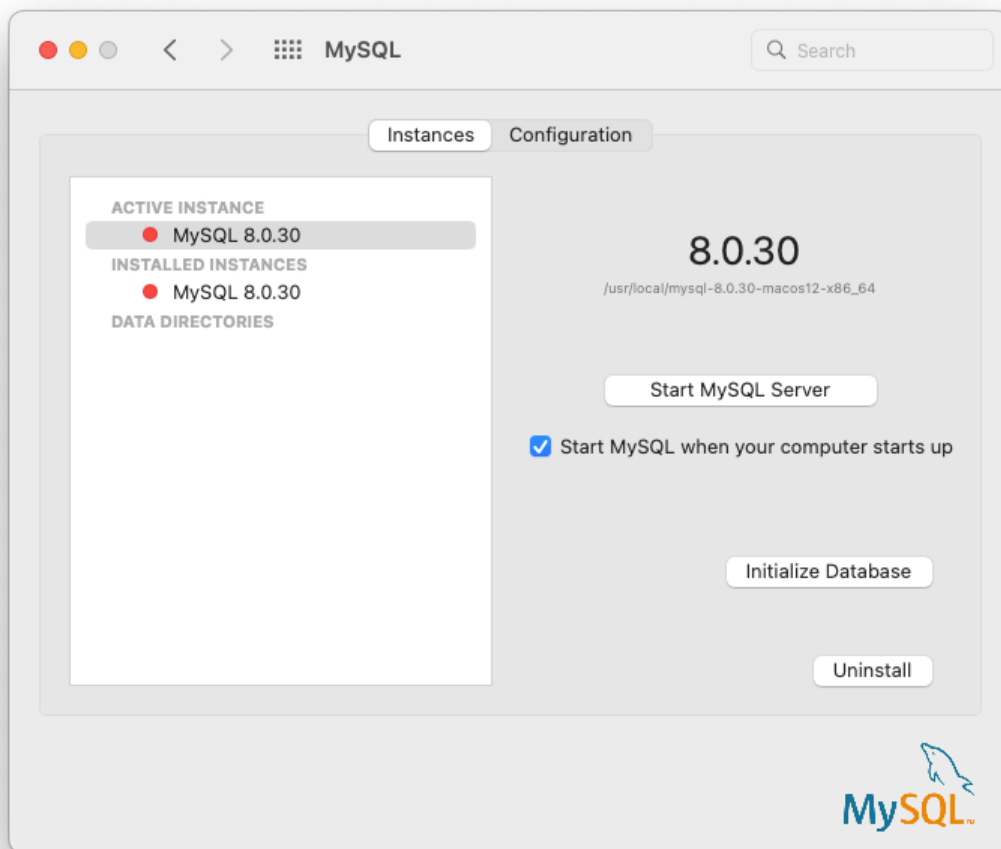 MySQL
Search
Instances
Configuration
ACTIVE INSTANCE
MySQL 8.0.30
INSTALLED INSTANCES
MySQL 8.0.30
DATA DIRECTORIES
8.0.30
/usr/local/mysql-8.0.30-macos12-x86_64
Start MySQL Server
Start MySQL when your computer starts up
Initialize Database
Uninstall
MySQL™